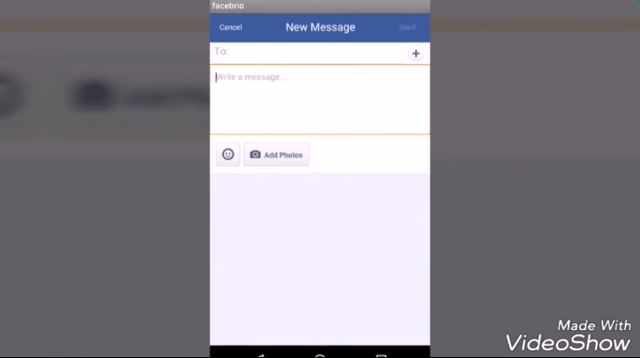 facebrio
Cancel New Message Send
To:
Write a message...
Add Photos
Made With
VideoShow